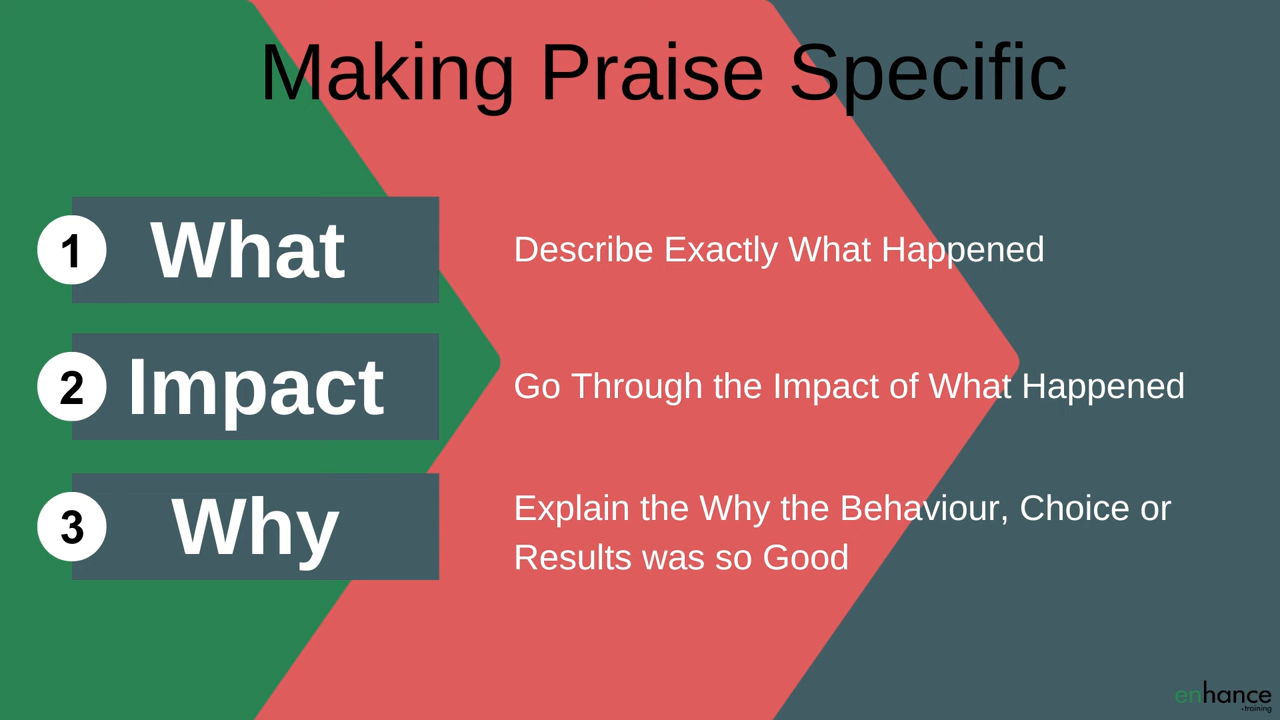 Making Praise Specific
1 What
Describe Exactly What Happened
2 Impact
Go Through the Impact of What Happened
3 Why
Explain the Why the Behaviour, Choice or
Results was so Good
enhance
.training